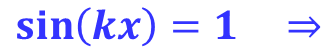 sin(kx) = 1 ⇒